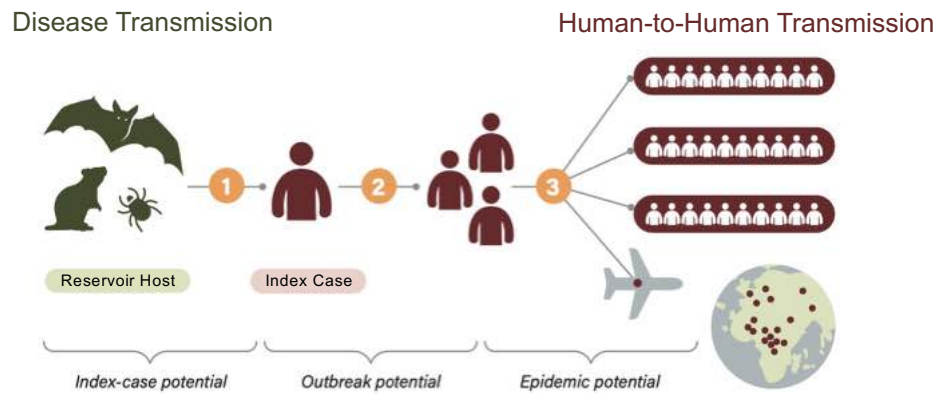 Disease Transmission
Human-to-Human Transmission
1
2
3
Reservoir Host
Index Case
Index-case potential
Outbreak potential
Epidemic potential